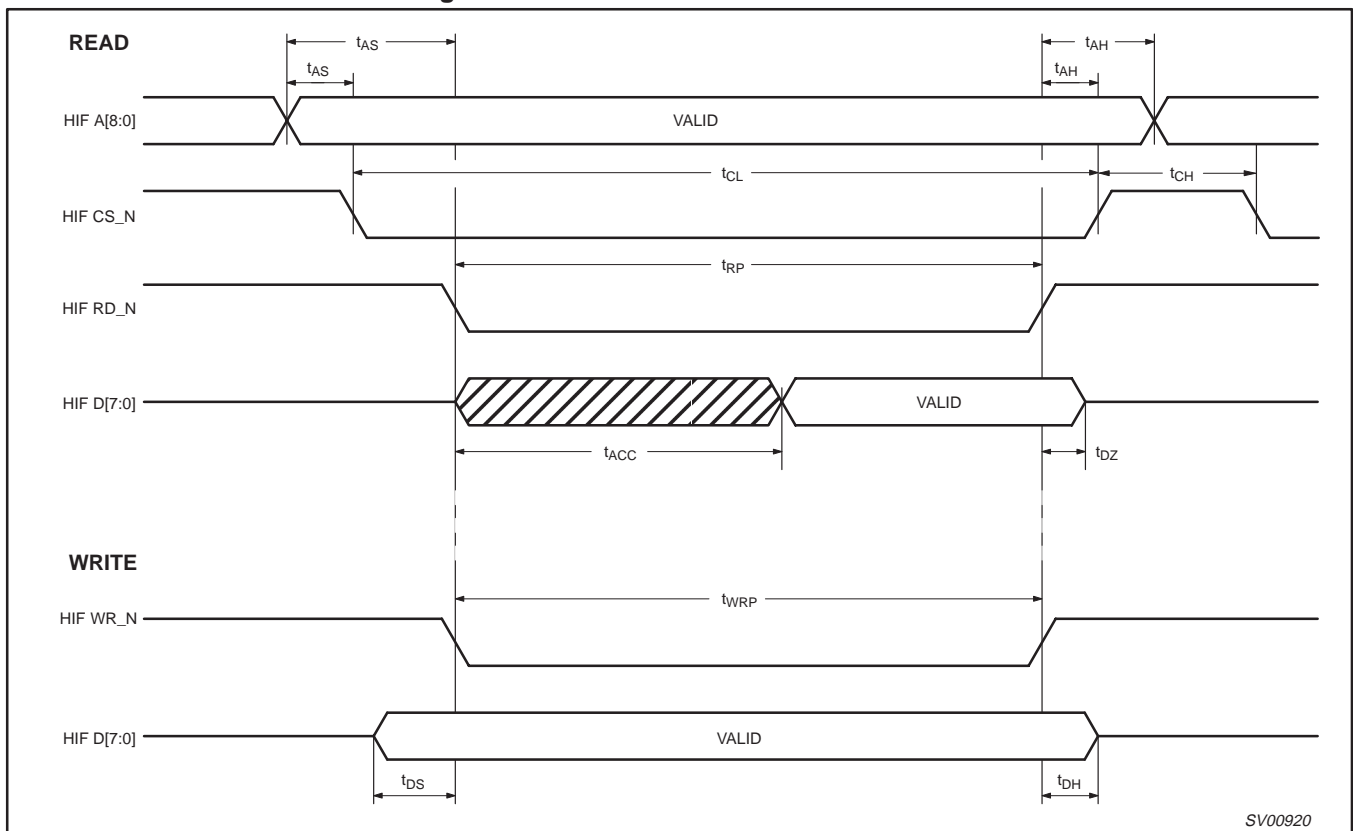 READ
tAS tAH
tAS tAH
HIF A[8:0] VALID
tCL tCH
HIF CS_N
tRP
HIF RD_N
HIF D[7:0] VALID
tACC tDZ
WRITE
tWRP
HIF WR_N
HIF D[7:0] VALID
tDS tDH
SV00920